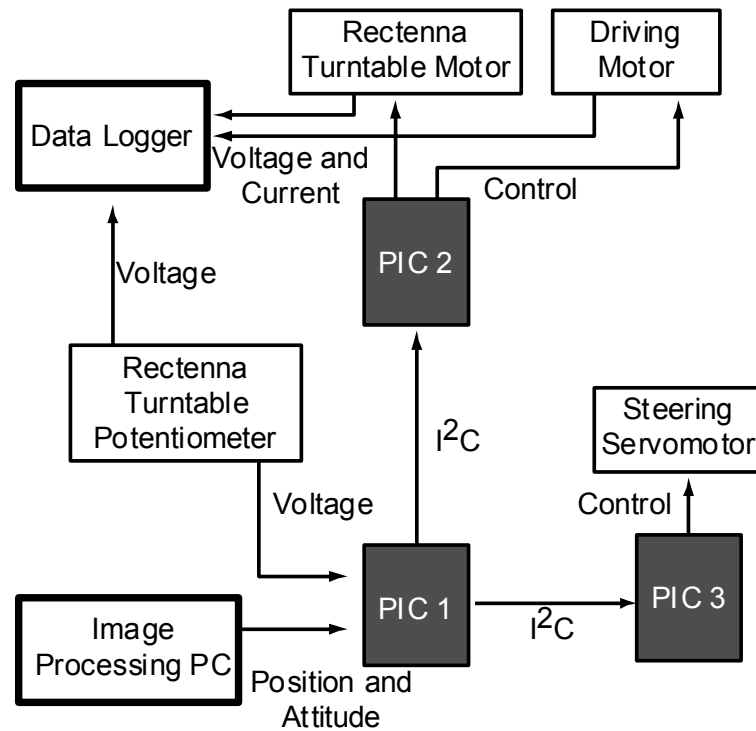 Rectenna
Turntable Motor
Driving
Motor
Data Logger
Voltage and
Current
Control
PIC 2
Voltage
Rectenna
Turntable
Potentiometer
I²C
Steering
Servomotor
Voltage
Control
PIC 1
I²C
PIC 3
Image
Processing PC
Position and
Attitude